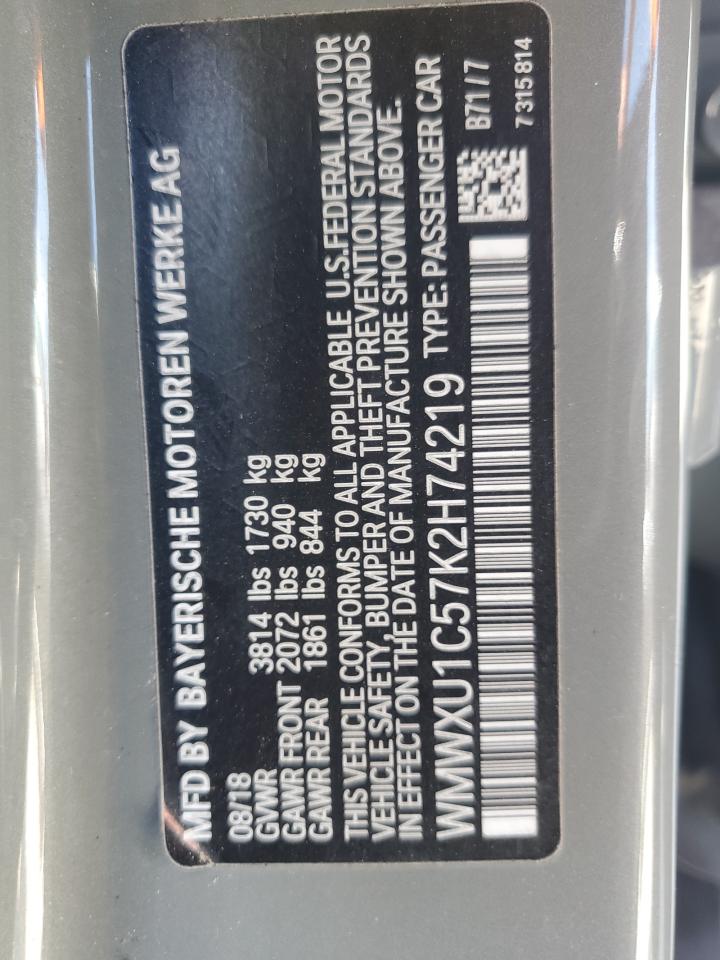 MFD BY BAYERISCHE MOTOREN WERKE AG
08/18
GVWR 3814 lbs 1730 kg
GAWR FRONT 2072 lbs 940 kg
GAWR REAR 1861 lbs 844 kg
THIS VEHICLE CONFORMS TO ALL APPLICABLE U.S.FEDERAL MOTOR
VEHICLE SAFETY, BUMPER AND THEFT PREVENTION STANDARDS
IN EFFECT ON THE DATE OF MANUFACTURE SHOWN ABOVE.
WMWXU1C57K2H74219 TYPE: PASSENGER CAR
B71/7
7 315 814